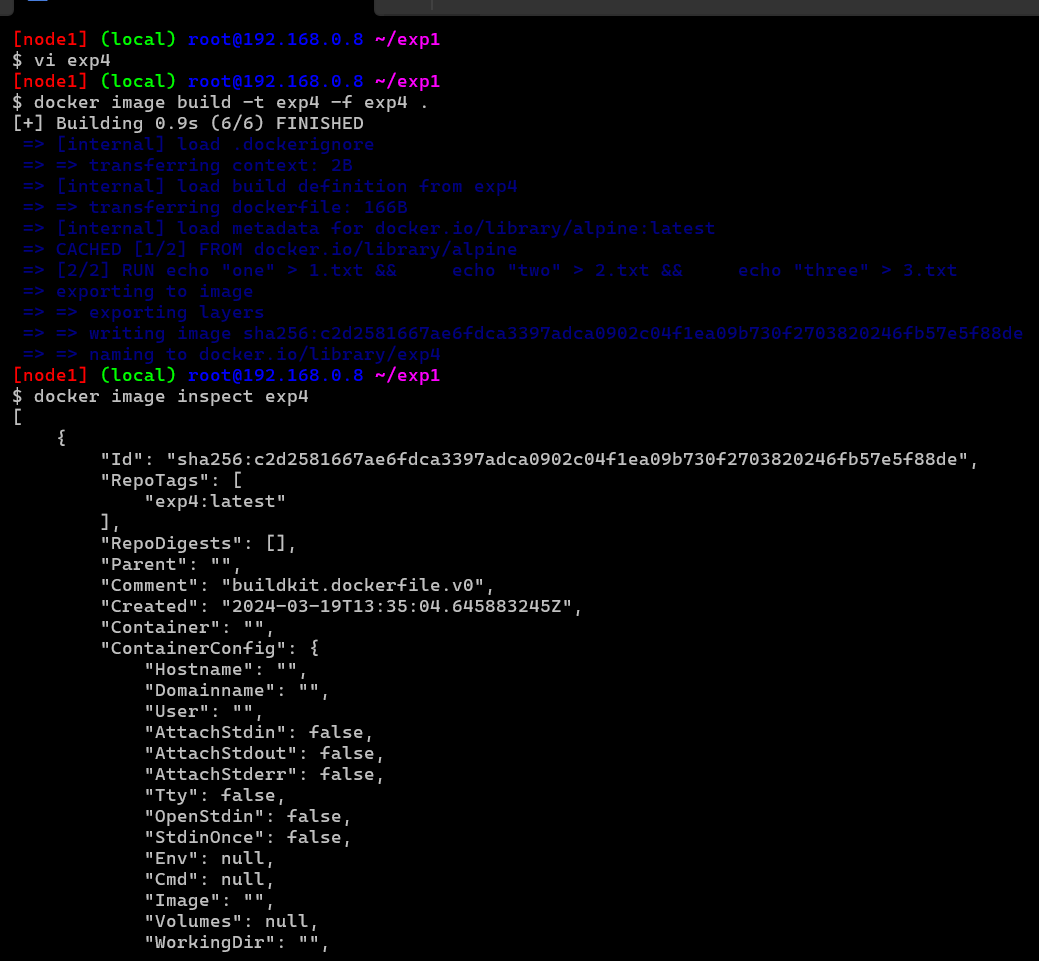 [node1] (local) root@192.168.0.8 ~/exp1
$ vi exp4
[node1] (local) root@192.168.0.8 ~/exp1
$ docker image build -t exp4 -f exp4 .
[+] Building 0.9s (6/6) FINISHED
 => [internal] load .dockerignore
 => => transferring context: 2B
 => [internal] load build definition from exp4
 => => transferring dockerfile: 166B
 => [internal] load metadata for docker.io/library/alpine:latest
 => CACHED [1/2] FROM docker.io/library/alpine
 => [2/2] RUN echo "one" > 1.txt &&     echo "two" > 2.txt &&     echo "three" > 3.txt
 => exporting to image
 => => exporting layers
 => => writing image sha256:c2d2581667ae6fdca3397adca0902c04f1ea09b730f2703820246fb57e5f88de
 => => naming to docker.io/library/exp4
[node1] (local) root@192.168.0.8 ~/exp1
$ docker image inspect exp4
[
    {
        "Id": "sha256:c2d2581667ae6fdca3397adca0902c04f1ea09b730f2703820246fb57e5f88de",
        "RepoTags": [
            "exp4:latest"
        ],
        "RepoDigests": [],
        "Parent": "",
        "Comment": "buildkit.dockerfile.v0",
        "Created": "2024-03-19T13:35:04.645883245Z",
        "Container": "",
        "ContainerConfig": {
            "Hostname": "",
            "Domainname": "",
            "User": "",
            "AttachStdin": false,
            "AttachStdout": false,
            "AttachStderr": false,
            "Tty": false,
            "OpenStdin": false,
            "StdinOnce": false,
            "Env": null,
            "Cmd": null,
            "Image": "",
            "Volumes": null,
            "WorkingDir": "",